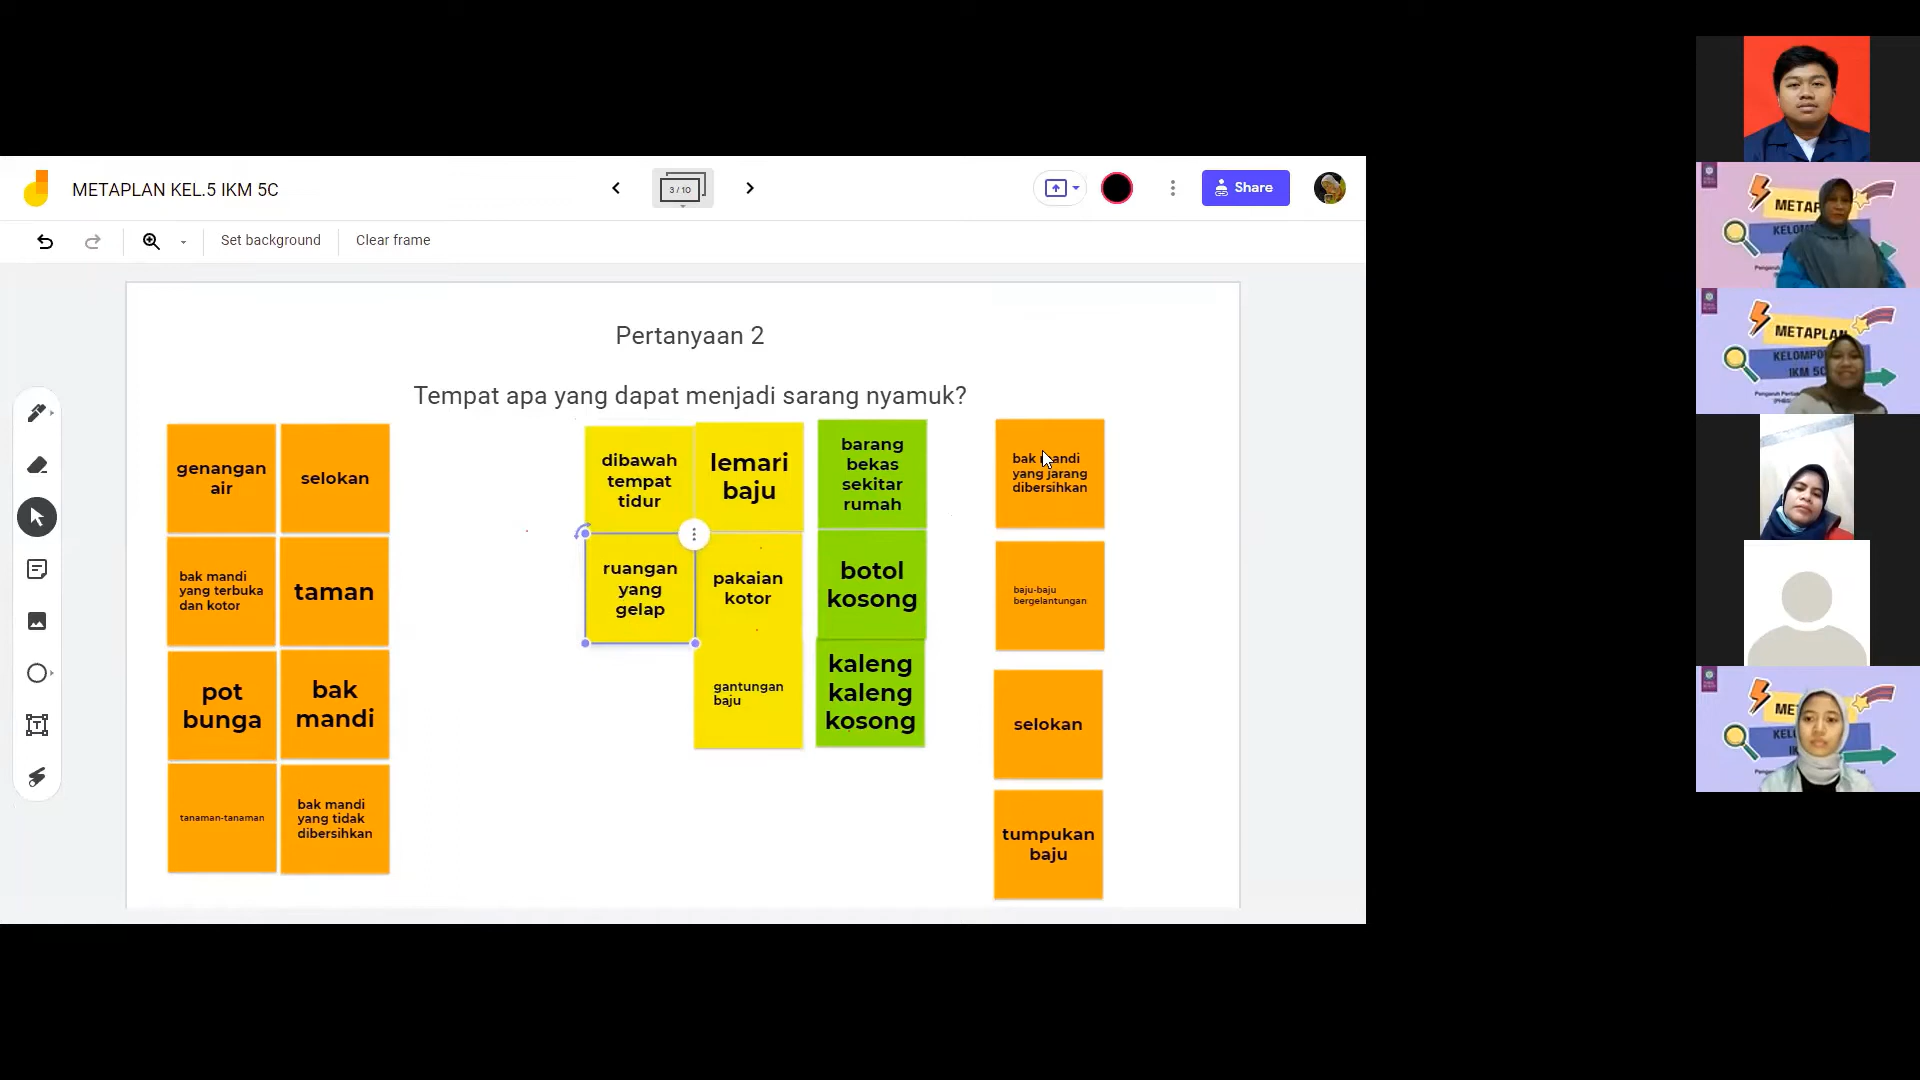 METAPLAN KEL.5 IKM 5C
3 / 10
Share
Set background
Clear frame
Pertanyaan 2
Tempat apa yang dapat menjadi sarang nyamuk?
genangan
air
selokan
bak mandi
yang terbuka
dan kotor
taman
pot
bunga
bak
mandi
tanaman-tanaman
bak mandi
yang tidak
dibersihkan
dibawah
tempat
tidur
lemari
baju
ruangan
yang
gelap
pakaian
kotor
gantungan
baju
barang
bekas
sekitar
rumah
botol
kosong
kaleng
kaleng
kosong
bak mandi
yang jarang
dibersihkan
baju-baju
bergelantungan
selokan
tumpukan
baju
METAPLAN
IKM 5C